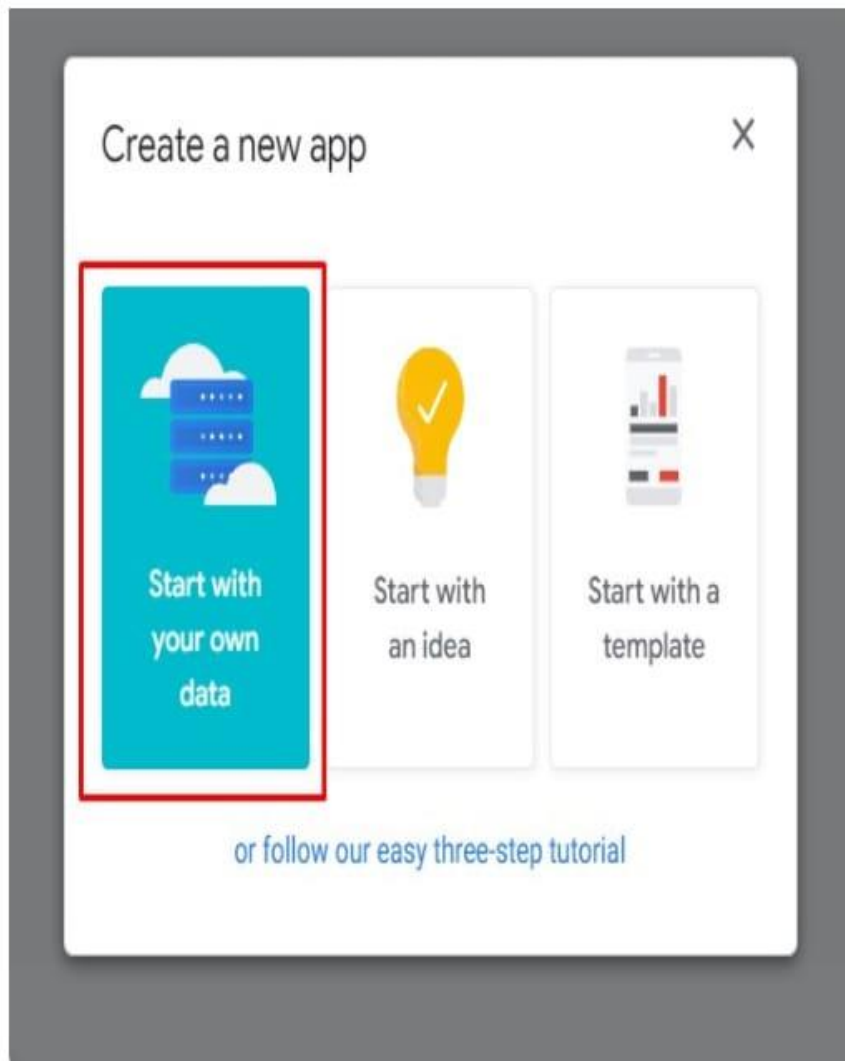 Create a new app
X
Start with
your own
data
Start with
an idea
Start with a
template
or follow our easy three-step tutorial